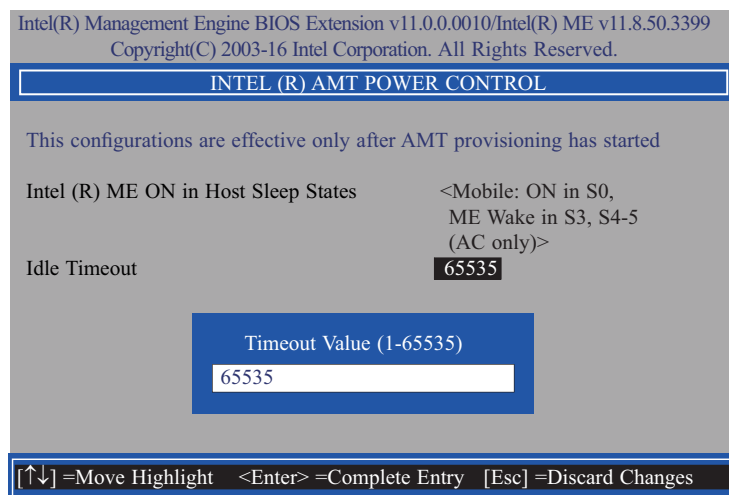 Intel(R) Management Engine BIOS Extension v11.0.0.0010/Intel(R) ME v11.8.50.3399
Copyright(C) 2003-16 Intel Corporation. All Rights Reserved.
INTEL (R) AMT POWER CONTROL
This configurations are effective only after AMT provisioning has started
Intel (R) ME ON in Host Sleep States <Mobile: ON in S0,
ME Wake in S3, S4-5
(AC only)>
Idle Timeout 65535
Timeout Value (1-65535)
65535
[↑↓] =Move Highlight <Enter> =Complete Entry [Esc] =Discard Changes